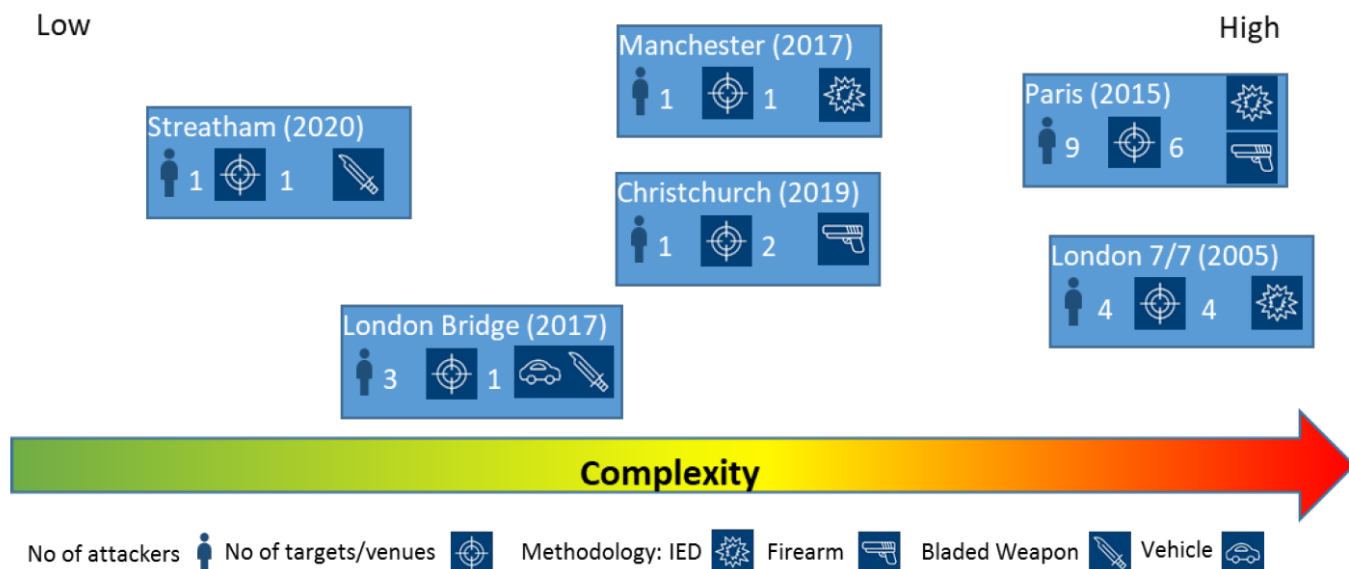 Low
High
Manchester (2017)
1 1
Paris (2015)
9 6
Streatham (2020)
1 1
Christchurch (2019)
1 2
London 7/7 (2005)
4 4
London Bridge (2017)
3 1
Complexity
No of attackers No of targets/venues Methodology: IED Firearm Bladed Weapon Vehicle